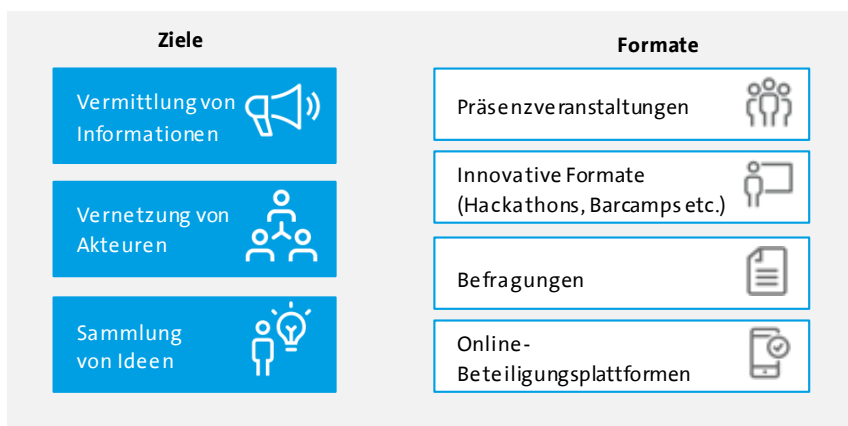 Ziele
Vermittlung von
Informationen
Vernetzung von
Akteuren
Sammlung
von Ideen
Formate
Präsenzveranstaltungen
Innovative Formate
(Hackathons, Barcamps etc.)
Befragungen
Online-
Beteiligungsplattformen